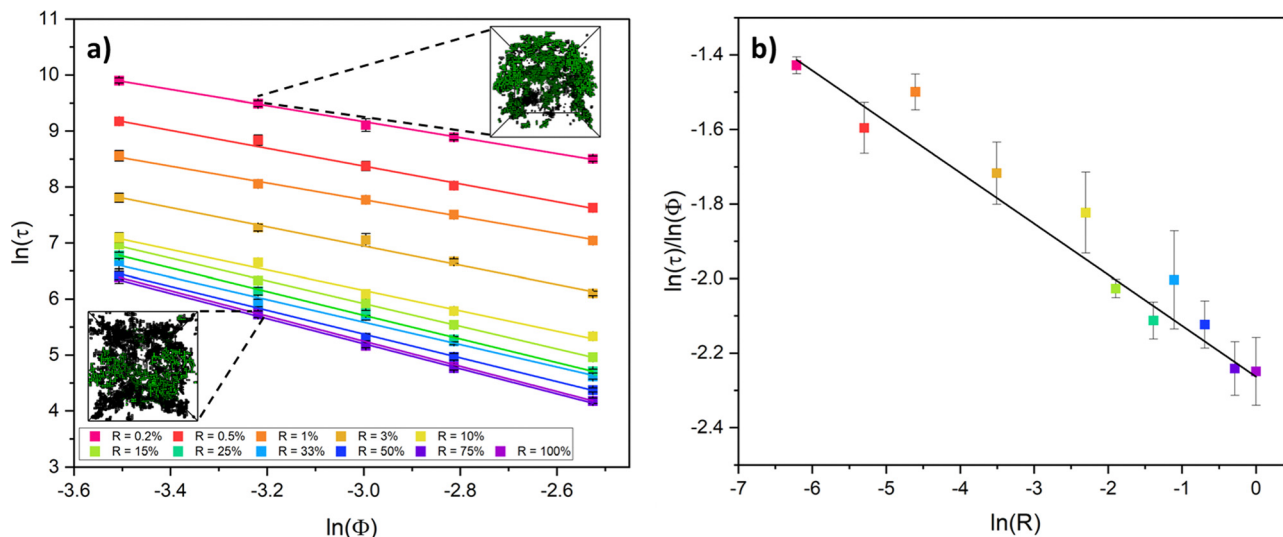 a)
ln(τ)
11
10
9
8
7
6
5
4
3
-3.6 -3.4 -3.2 -3.0 -2.8 -2.6
ln(Φ)
R = 0.2% R = 0.5% R = 1% R = 3% R = 10%
R = 15% R = 25% R = 33% R = 50% R = 75% R = 100%
b)
ln(τ)/ln(Φ)
-1.4
-1.6
-1.8
-2.0
-2.2
-2.4
-7 -6 -5 -4 -3 -2 -1 0
ln(R)